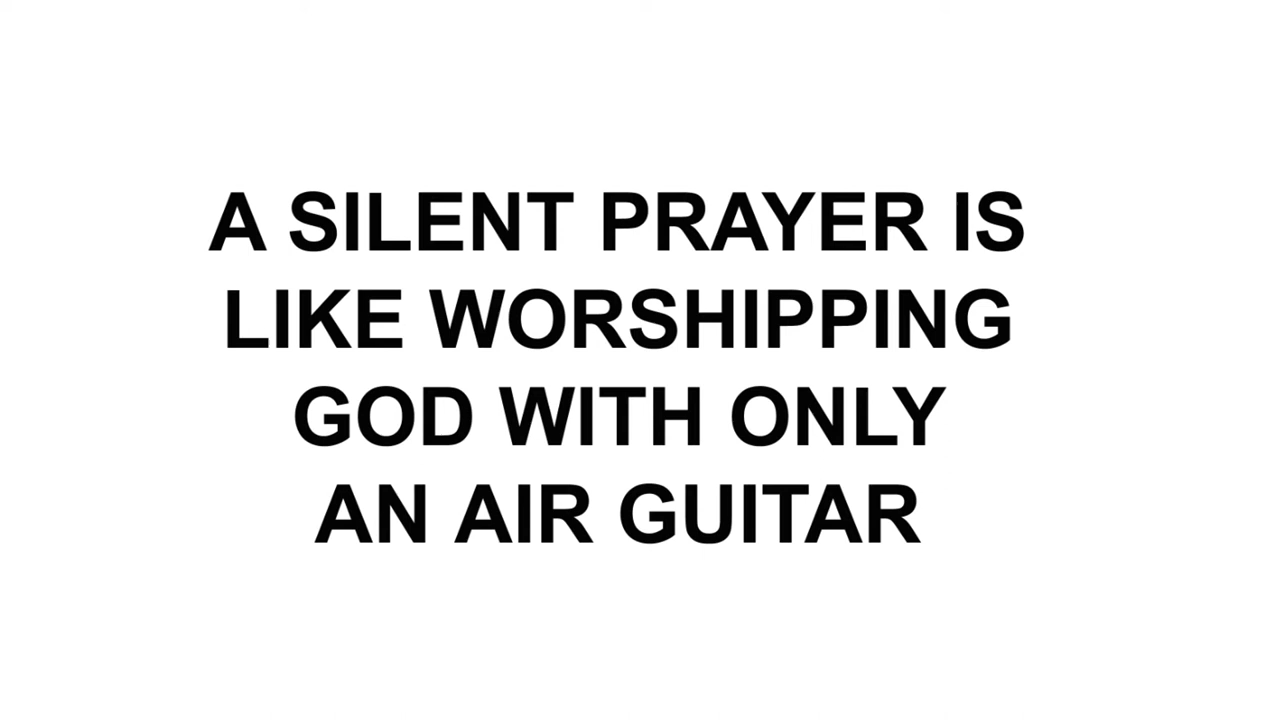 A SILENT PRAYER IS
LIKE WORSHIPPING
GOD WITH ONLY
AN AIR GUITAR